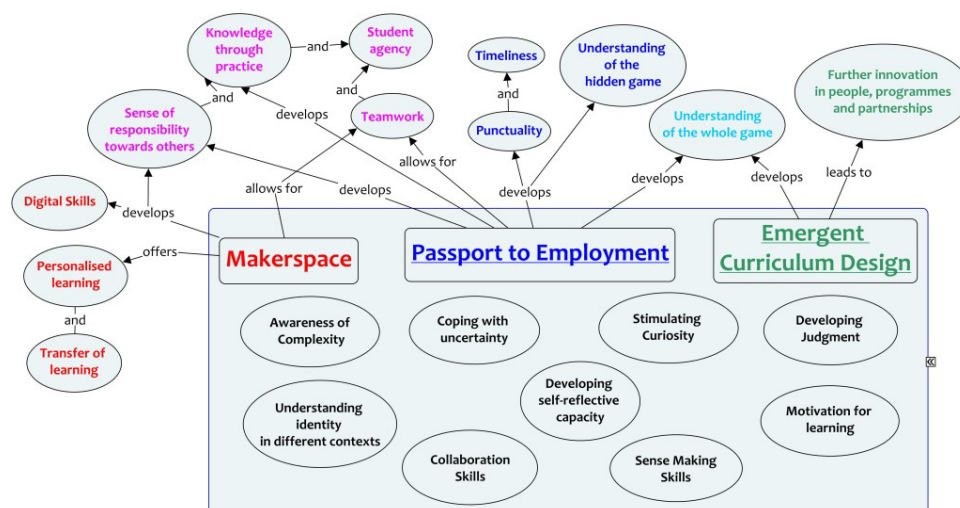 Knowledge
through
practice
and
Student
agency
Timeliness
Understanding
of the
hidden game
Further innovation
in people, programmes
and partnerships
and
and
and
Sense of
responsibility
towards others
develops
Teamwork
Punctuality
Understanding
of the whole game
allows for
Digital Skills
develops
allows for
develops
develops
develops
develops
leads to
offers
Personalised
learning
and
Transfer of
learning
Makerspace
Passport to Employment
Emergent
Curriculum Design
Awareness of
Complexity
Coping with
uncertainty
Stimulating
Curiosity
Developing
Judgment
Understanding
identity
in different contexts
Developing
self-reflective
capacity
Motivation for
learning
Collaboration
Skills
Sense Making
Skills